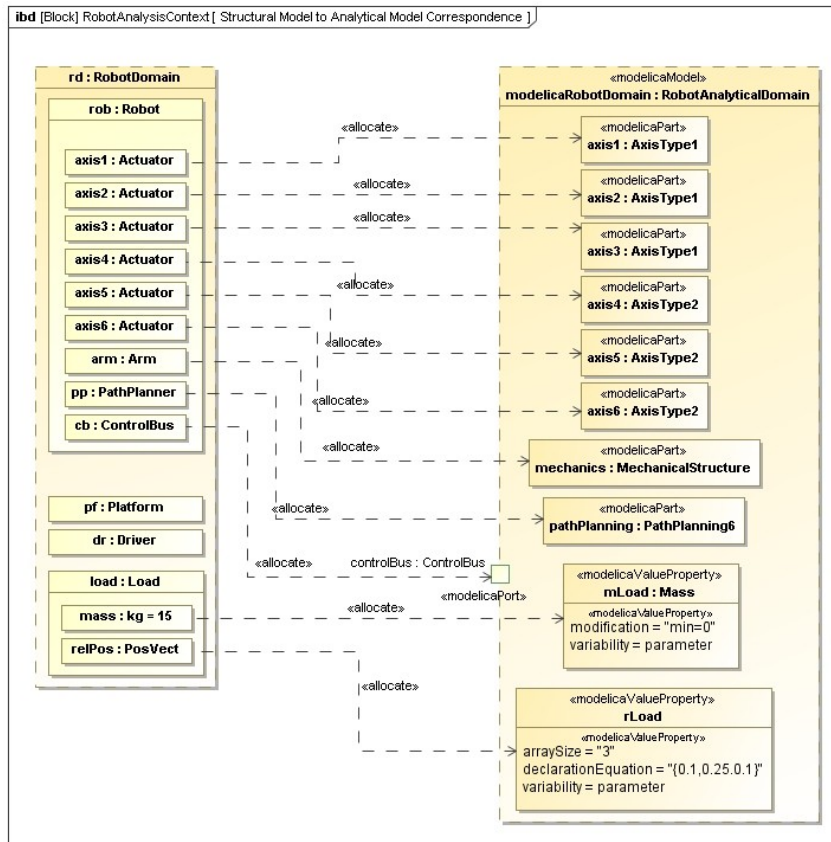 ibd [Block] RobotAnalysisContext[ Structural Model to Analytical Model Correspondence ]
rd : RobotDomain
rob : Robot
axis1 : Actuator
axis2 : Actuator
axis3 : Actuator
axis4 : Actuator
axis5 : Actuator
axis6 : Actuator
arm : Arm
pp : PathPlanner
cb : ControlBus
pf : Platform
dr : Driver
load : Load
mass : kg = 15
relPos : PosVect
«allocate»
«allocate»
«allocate»
«allocate»
«allocate»
«allocate»
«allocate»
«allocate»
«allocate»
«allocate»
«modelicaModel»
modelicaRobotDomain : RobotAnalyticalDomain
«modelicaPart»
axis1 : AxisType1
«modelicaPart»
axis2 : AxisType1
«modelicaPart»
axis3 : AxisType1
«modelicaPart»
axis4 : AxisType2
«modelicaPart»
axis5 : AxisType2
«modelicaPart»
axis6 : AxisType2
«modelicaPart»
mechanics : MechanicalStructure
«modelicaPart»
pathPlanning : PathPlanning6
controlBus : ControlBus
«modelicaPort»
«modelicaValueProperty»
mLoad : Mass
«modelicaValueProperty»
modification = "min=0"
variability = parameter
«modelicaValueProperty»
rLoad
«modelicaValueProperty»
arraySize = "3"
declarationEquation = "{0.1,0.25.0.1}"
variability = parameter
«allocate»